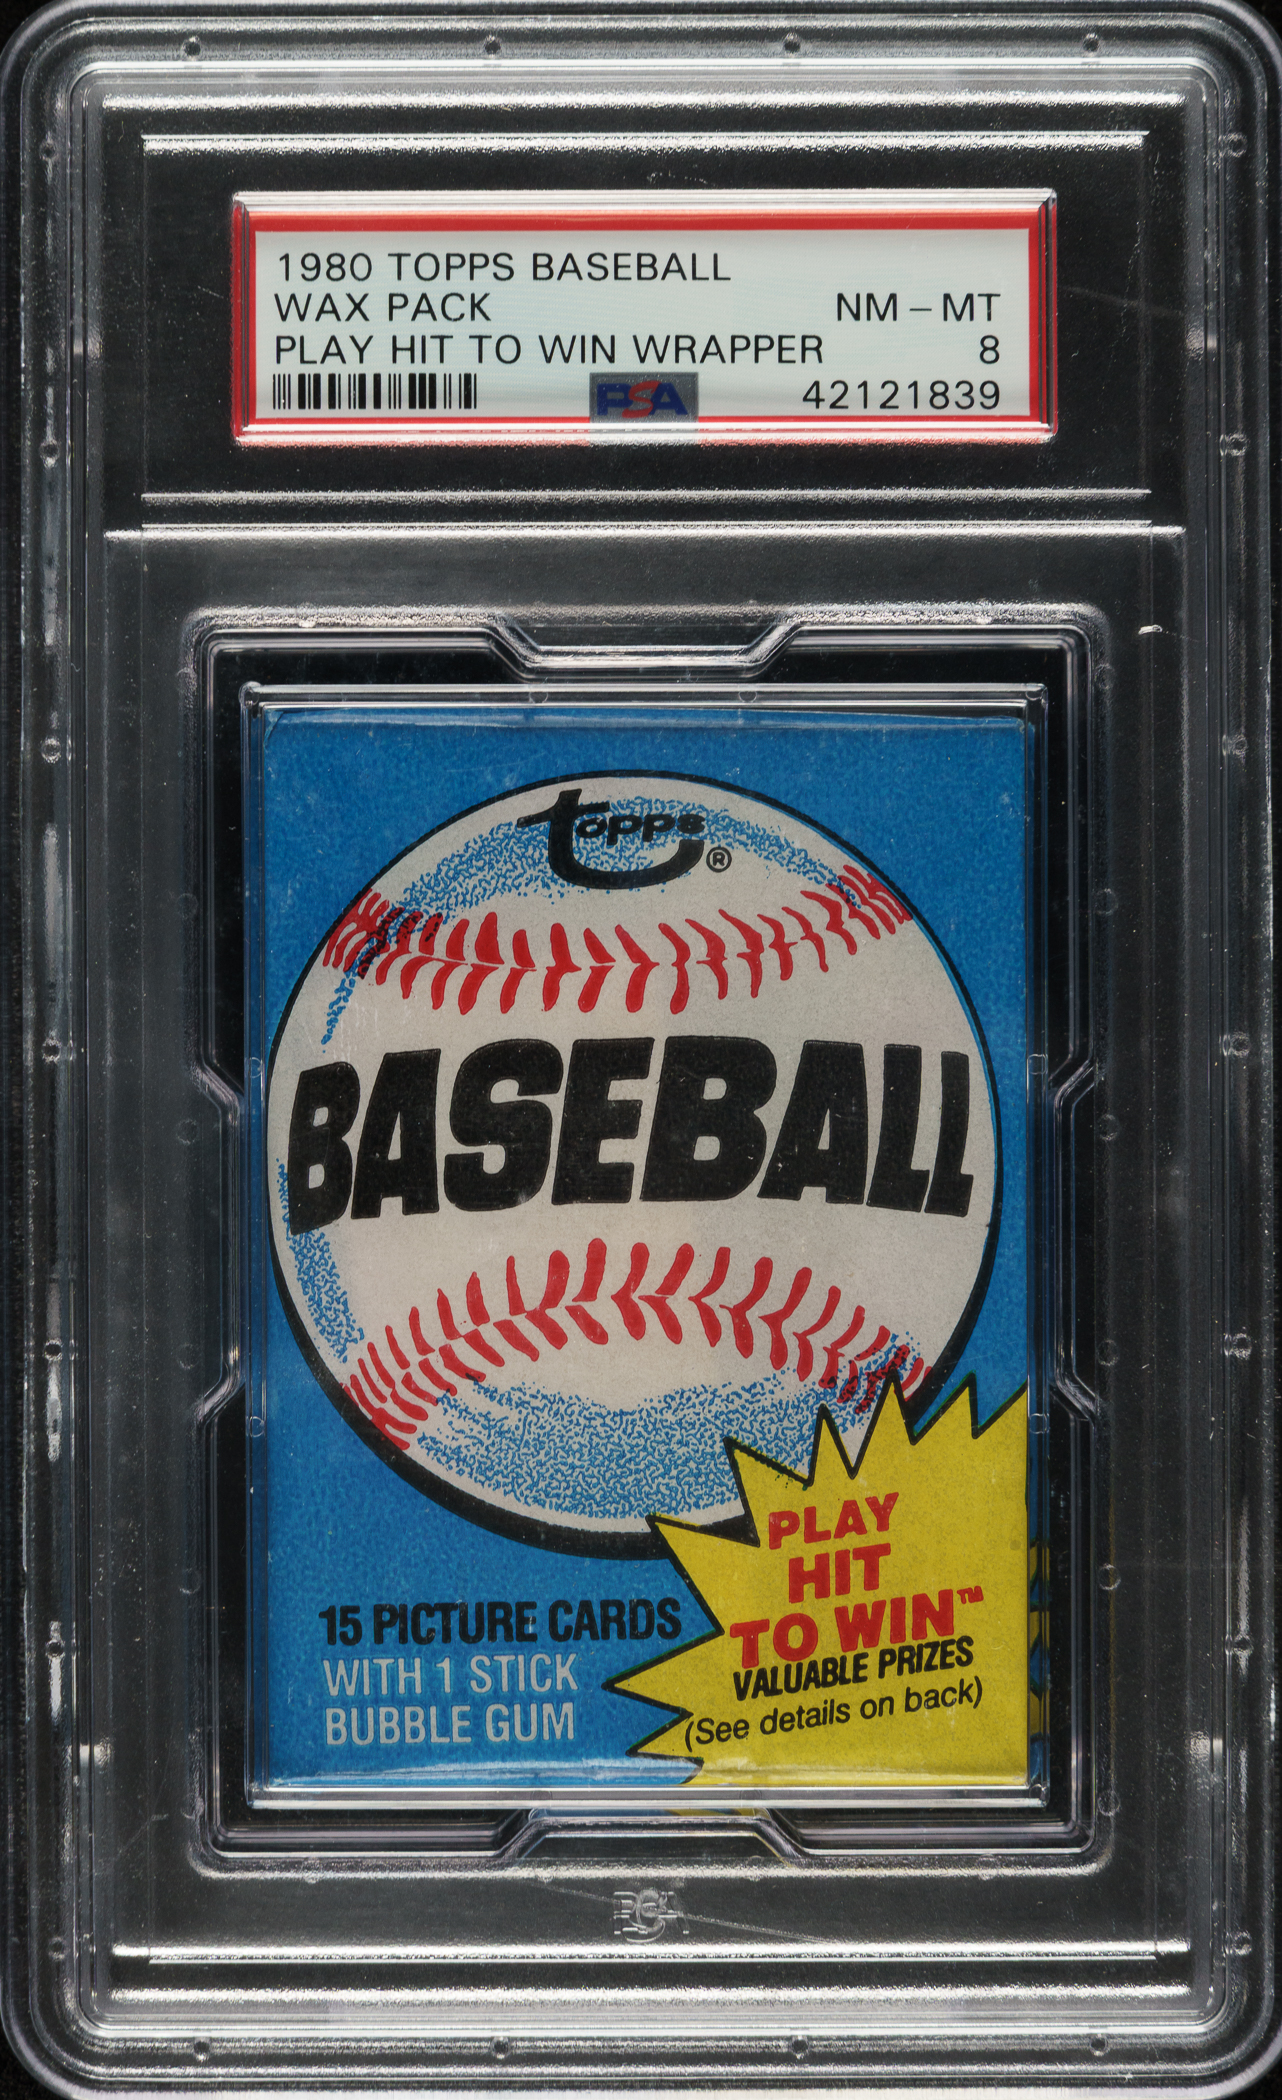 1980 TOPPS BASEBALL
WAX PACK NM - MT
PLAY HIT TO WIN WRAPPER 8
PSA 42121839
topps®
BASEBALL
PLAY
HIT
TO WIN™
VALUABLE PRIZES
(See details on back)
15 PICTURE CARDS
WITH 1 STICK
BUBBLE GUM
PSA